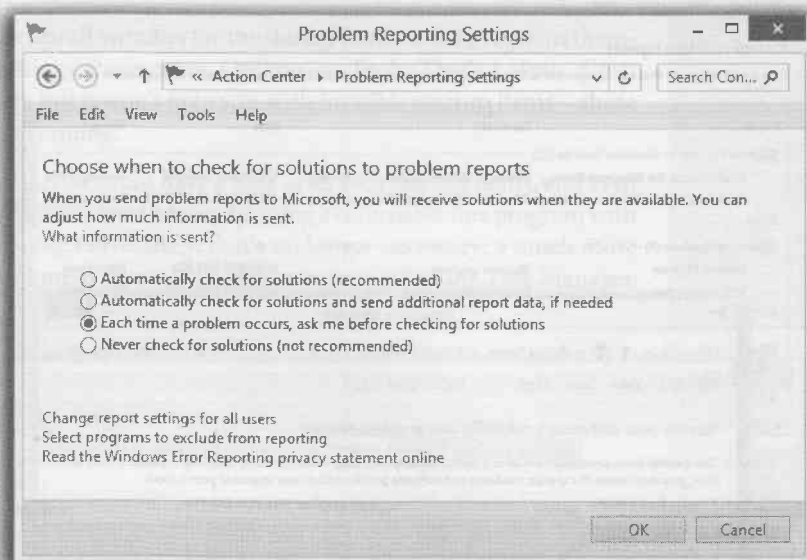 Problem Reporting Settings
« Action Center ▸ Problem Reporting Settings
Search Con...
File Edit View Tools Help
Choose when to check for solutions to problem reports
When you send problem reports to Microsoft, you will receive solutions when they are available. You can
adjust how much information is sent.
What information is sent?
Automatically check for solutions (recommended)
Automatically check for solutions and send additional report data, if needed
Each time a problem occurs, ask me before checking for solutions
Never check for solutions (not recommended)
Change report settings for all users
Select programs to exclude from reporting
Read the Windows Error Reporting privacy statement online
OK Cancel